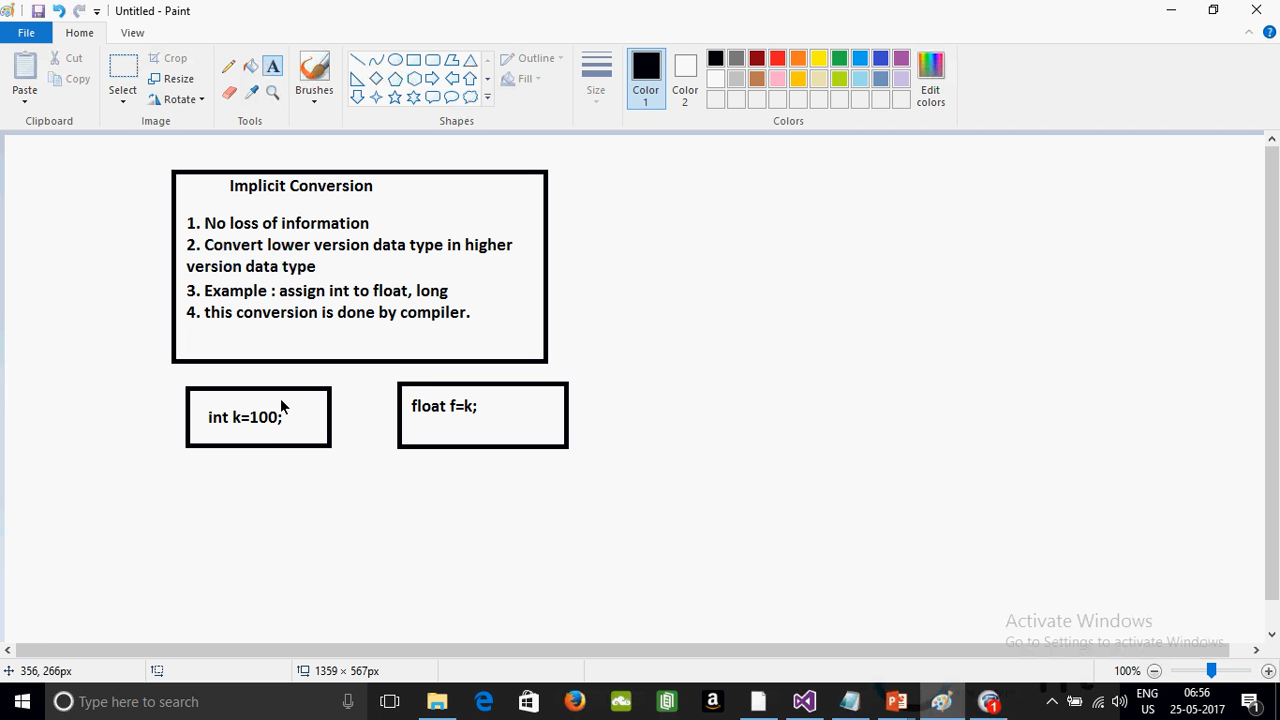 Untitled - Paint
File
Home
View
Paste
Cut
Copy
Clipboard
Select
Crop
Resize
Rotate
Image
Tools
Brushes
Shapes
Outline
Fill
Size
Color 1
Color 2
Edit colors
Colors
Implicit Conversion
1. No loss of information
2. Convert lower version data type in higher
version data type
3. Example : assign int to float, long
4. this conversion is done by compiler.
int k=100;
float f=k;
Activate Windows
Go to Settings to activate Windows.
356, 266px
1359 × 567px
100%
Type here to search
ENG
US
06:56
25-05-2017